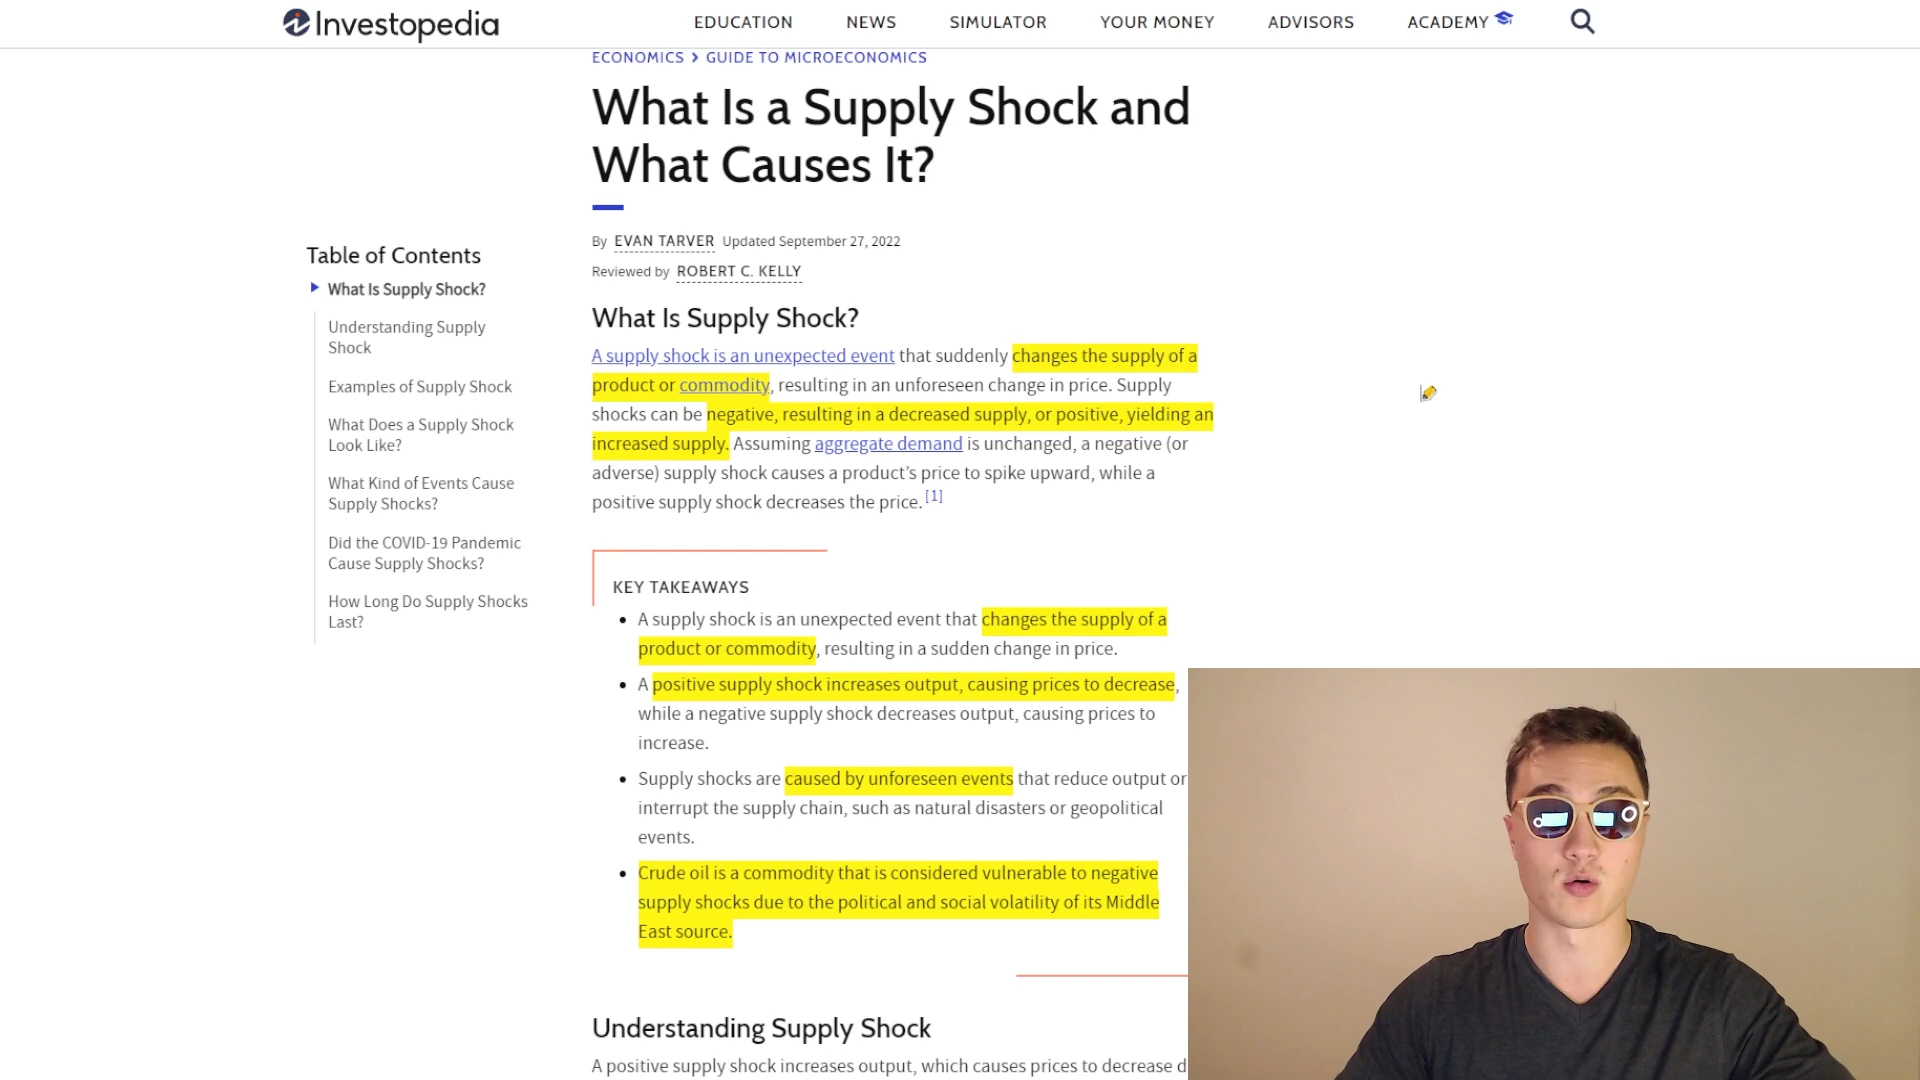 Investopedia
EDUCATION NEWS SIMULATOR YOUR MONEY ADVISORS ACADEMY
ECONOMICS > GUIDE TO MICROECONOMICS
What Is a Supply Shock and
What Causes It?
By EVAN TARVER Updated September 27, 2022
Reviewed by ROBERT C. KELLY
Table of Contents
What Is Supply Shock?
Understanding Supply
Shock
Examples of Supply Shock
What Does a Supply Shock
Look Like?
What Kind of Events Cause
Supply Shocks?
Did the COVID-19 Pandemic
Cause Supply Shocks?
How Long Do Supply Shocks
Last?
What Is Supply Shock?
A supply shock is an unexpected event that suddenly changes the supply of a
product or commodity, resulting in an unforeseen change in price. Supply
shocks can be negative, resulting in a decreased supply, or positive, yielding an
increased supply. Assuming aggregate demand is unchanged, a negative (or
adverse) supply shock causes a product’s price to spike upward, while a
positive supply shock decreases the price. [1]
KEY TAKEAWAYS
• A supply shock is an unexpected event that changes the supply of a
product or commodity, resulting in a sudden change in price.
• A positive supply shock increases output, causing prices to decrease,
while a negative supply shock decreases output, causing prices to
increase.
• Supply shocks are caused by unforeseen events that reduce output or
interrupt the supply chain, such as natural disasters or geopolitical
events.
• Crude oil is a commodity that is considered vulnerable to negative
supply shocks due to the political and social volatility of its Middle
East source.
Understanding Supply Shock
A positive supply shock increases output, which causes prices to decrease d